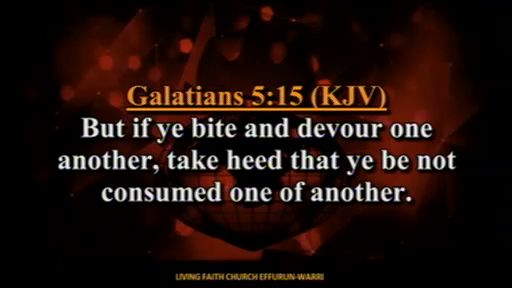 Galatians 5:15 (KJV)
But if ye bite and devour one
another, take heed that ye be not
consumed one of another.
LIVING FAITH CHURCH EFFURUN-WARRI